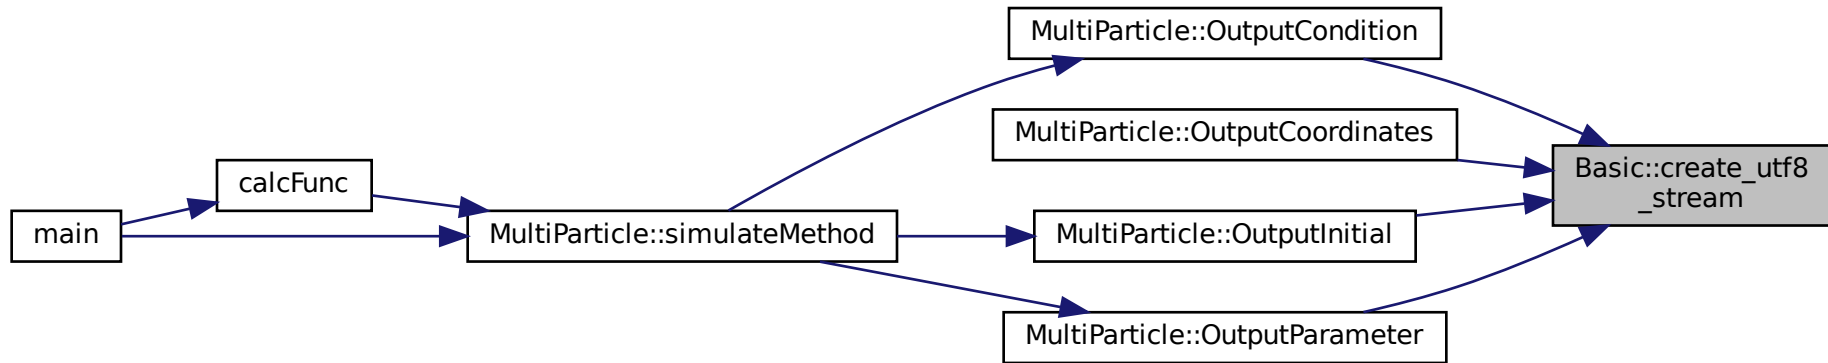 MultiParticle::OutputCondition
MultiParticle::OutputCoordinates
Basic::create_utf8
_stream
calcFunc
main
MultiParticle::simulateMethod
MultiParticle::OutputInitial
MultiParticle::OutputParameter